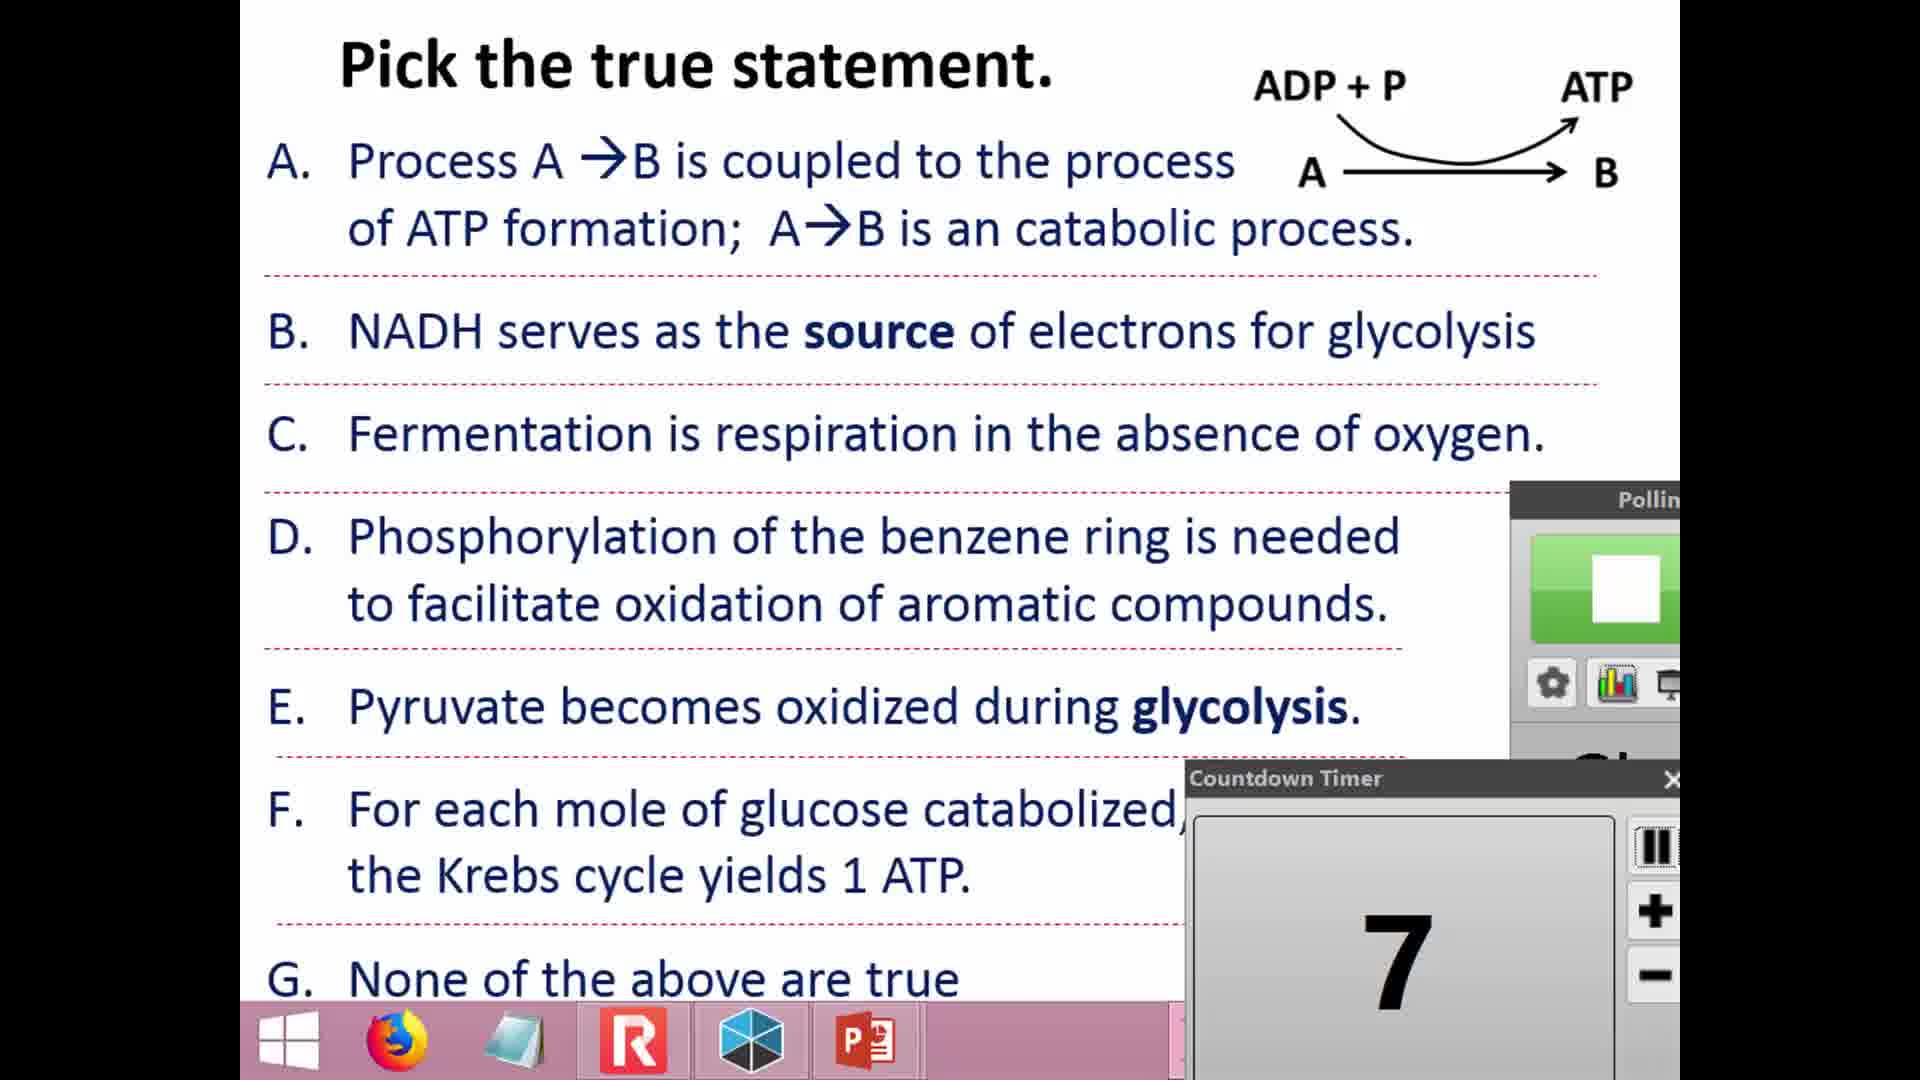 Pick the true statement.
ADP + P ATP
A B
A. Process A →B is coupled to the process
of ATP formation; A→B is an catabolic process.
B. NADH serves as the source of electrons for glycolysis
C. Fermentation is respiration in the absence of oxygen.
Pollin
D. Phosphorylation of the benzene ring is needed
to facilitate oxidation of aromatic compounds.
E. Pyruvate becomes oxidized during glycolysis.
Countdown Timer
F. For each mole of glucose catabolized,
the Krebs cycle yields 1 ATP.
7
G. None of the above are true